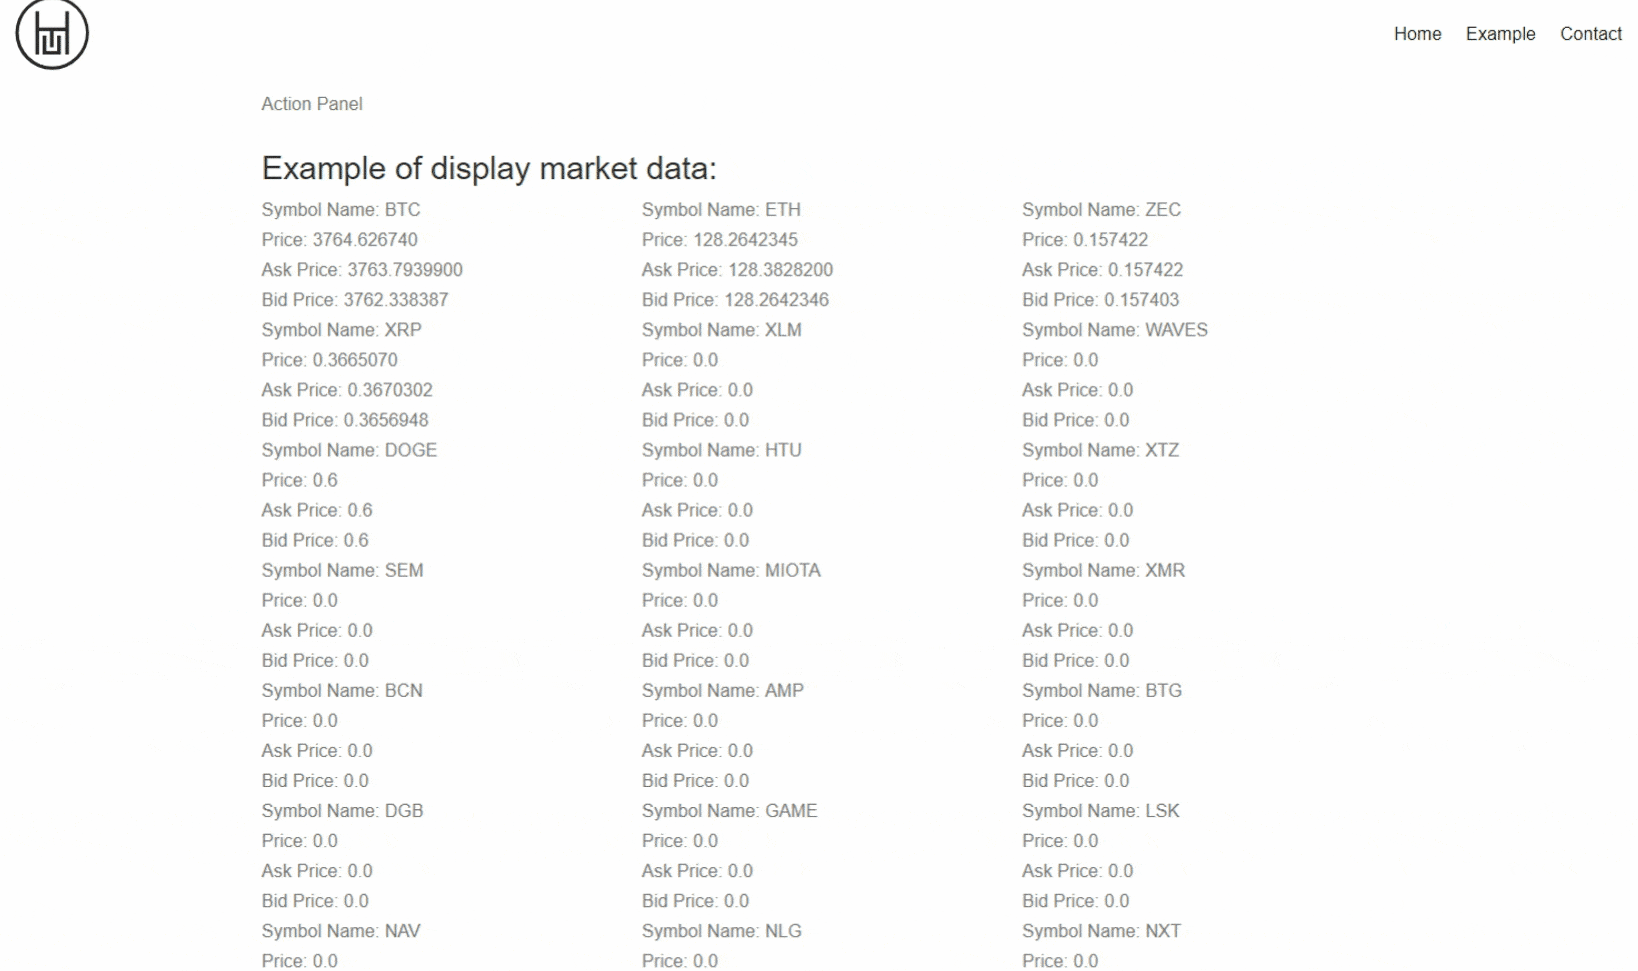 Home Example Contact
Action Panel
Example of display market data:
Symbol Name: BTC Symbol Name: ETH Symbol Name: ZEC
Price: 3764.626740 Price: 128.2642345 Price: 0.157422
Ask Price: 3763.7939900 Ask Price: 128.3828200 Ask Price: 0.157422
Bid Price: 3762.338387 Bid Price: 128.2642346 Bid Price: 0.157403
Symbol Name: XRP Symbol Name: XLM Symbol Name: WAVES
Price: 0.3665070 Price: 0.0 Price: 0.0
Ask Price: 0.3670302 Ask Price: 0.0 Ask Price: 0.0
Bid Price: 0.3656948 Bid Price: 0.0 Bid Price: 0.0
Symbol Name: DOGE Symbol Name: HTU Symbol Name: XTZ
Price: 0.6 Price: 0.0 Price: 0.0
Ask Price: 0.6 Ask Price: 0.0 Ask Price: 0.0
Bid Price: 0.6 Bid Price: 0.0 Bid Price: 0.0
Symbol Name: SEM Symbol Name: MIOTA Symbol Name: XMR
Price: 0.0 Price: 0.0 Price: 0.0
Ask Price: 0.0 Ask Price: 0.0 Ask Price: 0.0
Bid Price: 0.0 Bid Price: 0.0 Bid Price: 0.0
Symbol Name: BCN Symbol Name: AMP Symbol Name: BTG
Price: 0.0 Price: 0.0 Price: 0.0
Ask Price: 0.0 Ask Price: 0.0 Ask Price: 0.0
Bid Price: 0.0 Bid Price: 0.0 Bid Price: 0.0
Symbol Name: DGB Symbol Name: GAME Symbol Name: LSK
Price: 0.0 Price: 0.0 Price: 0.0
Ask Price: 0.0 Ask Price: 0.0 Ask Price: 0.0
Bid Price: 0.0 Bid Price: 0.0 Bid Price: 0.0
Symbol Name: NAV Symbol Name: NLG Symbol Name: NXT
Price: 0.0 Price: 0.0 Price: 0.0